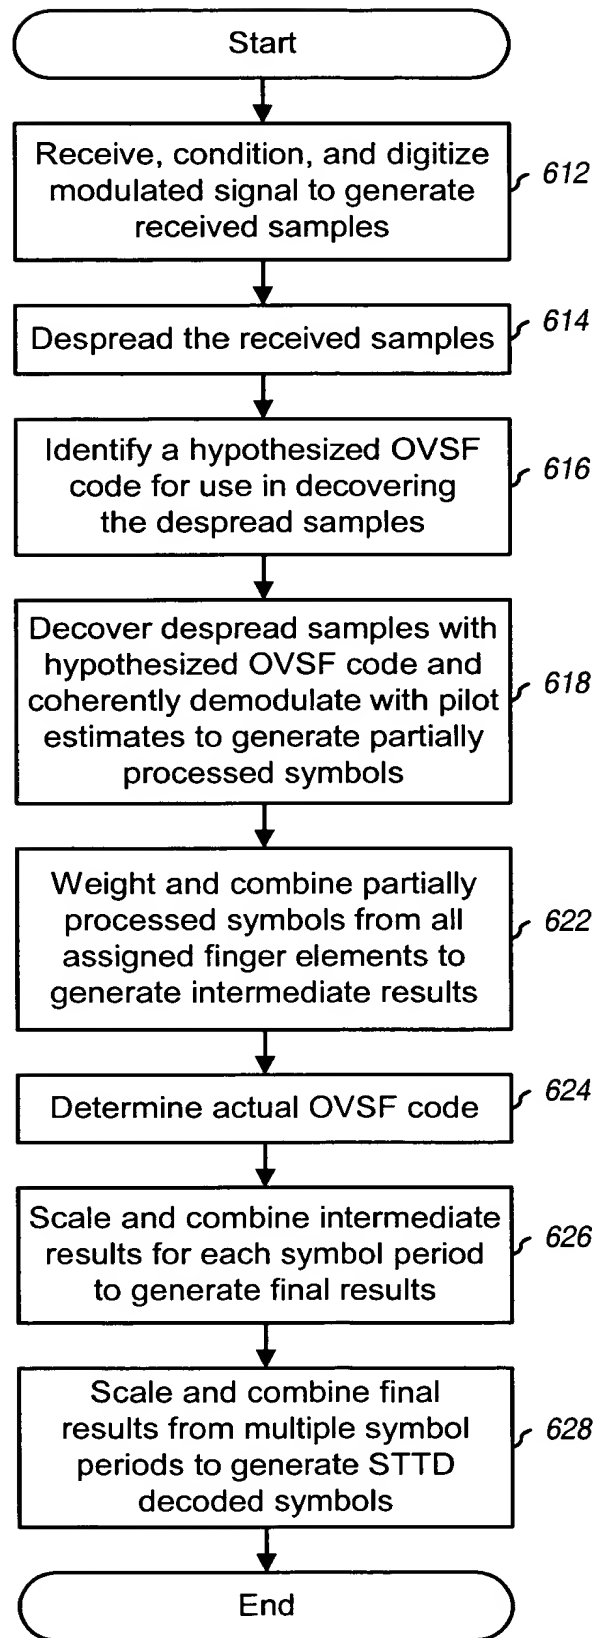 Start
Receive, condition, and digitize
modulated signal to generate
received samples
612
Despread the received samples
614
Identify a hypothesized OVSF
code for use in decovering
the despread samples
616
Decover despread samples with
hypothesized OVSF code and
coherently demodulate with pilot
estimates to generate partially
processed symbols
618
Weight and combine partially
processed symbols from all
assigned finger elements to
generate intermediate results
622
Determine actual OVSF code
624
Scale and combine intermediate
results for each symbol period
to generate final results
626
Scale and combine final
results from multiple symbol
periods to generate STTD
decoded symbols
628
End